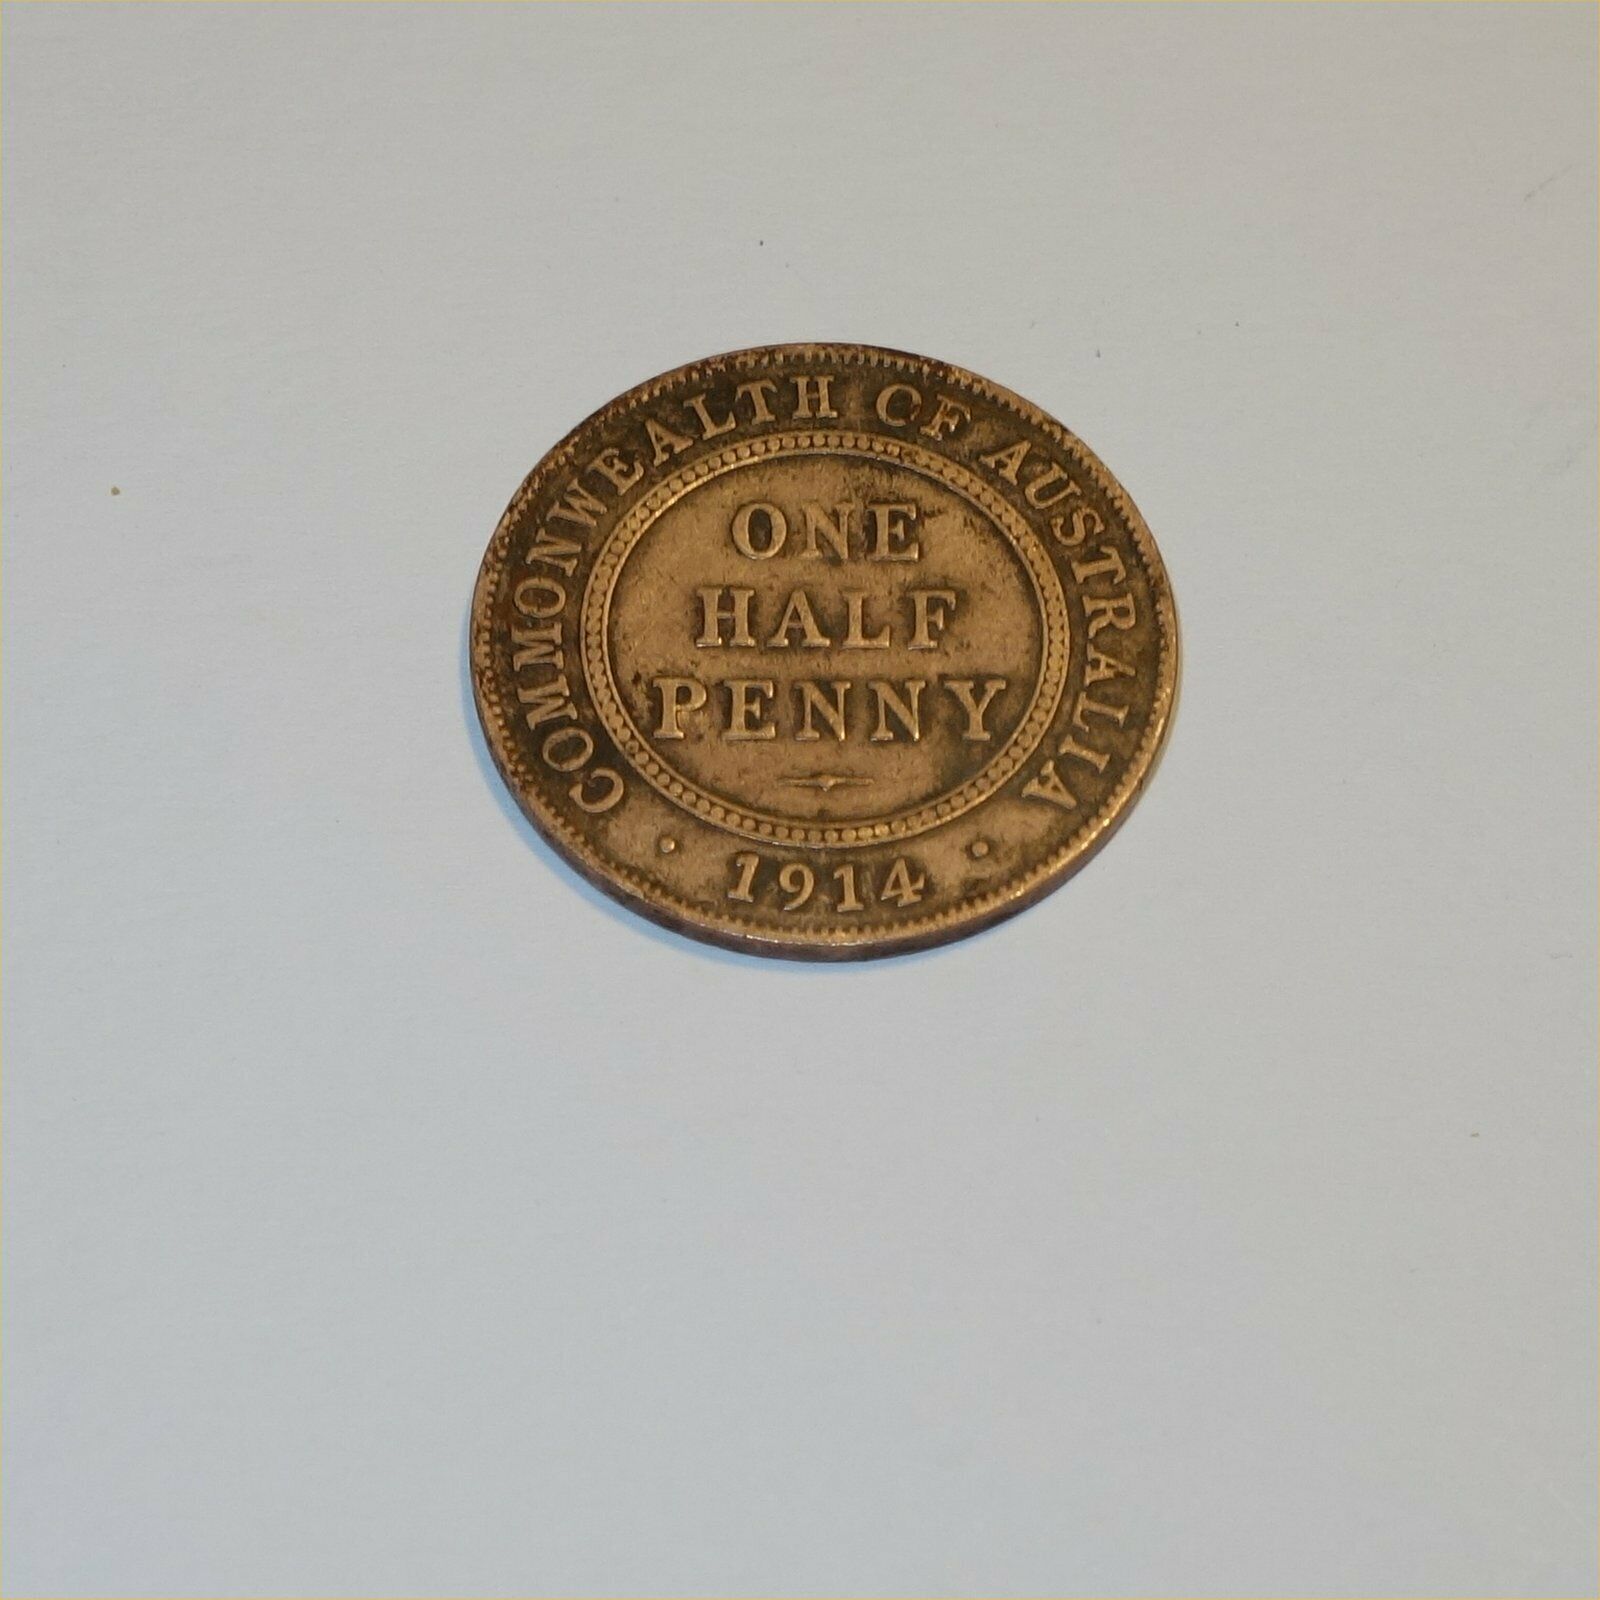 COMMONWEALTH OF AUSTRALIA
ONE
HALF
PENNY
· 1914 ·